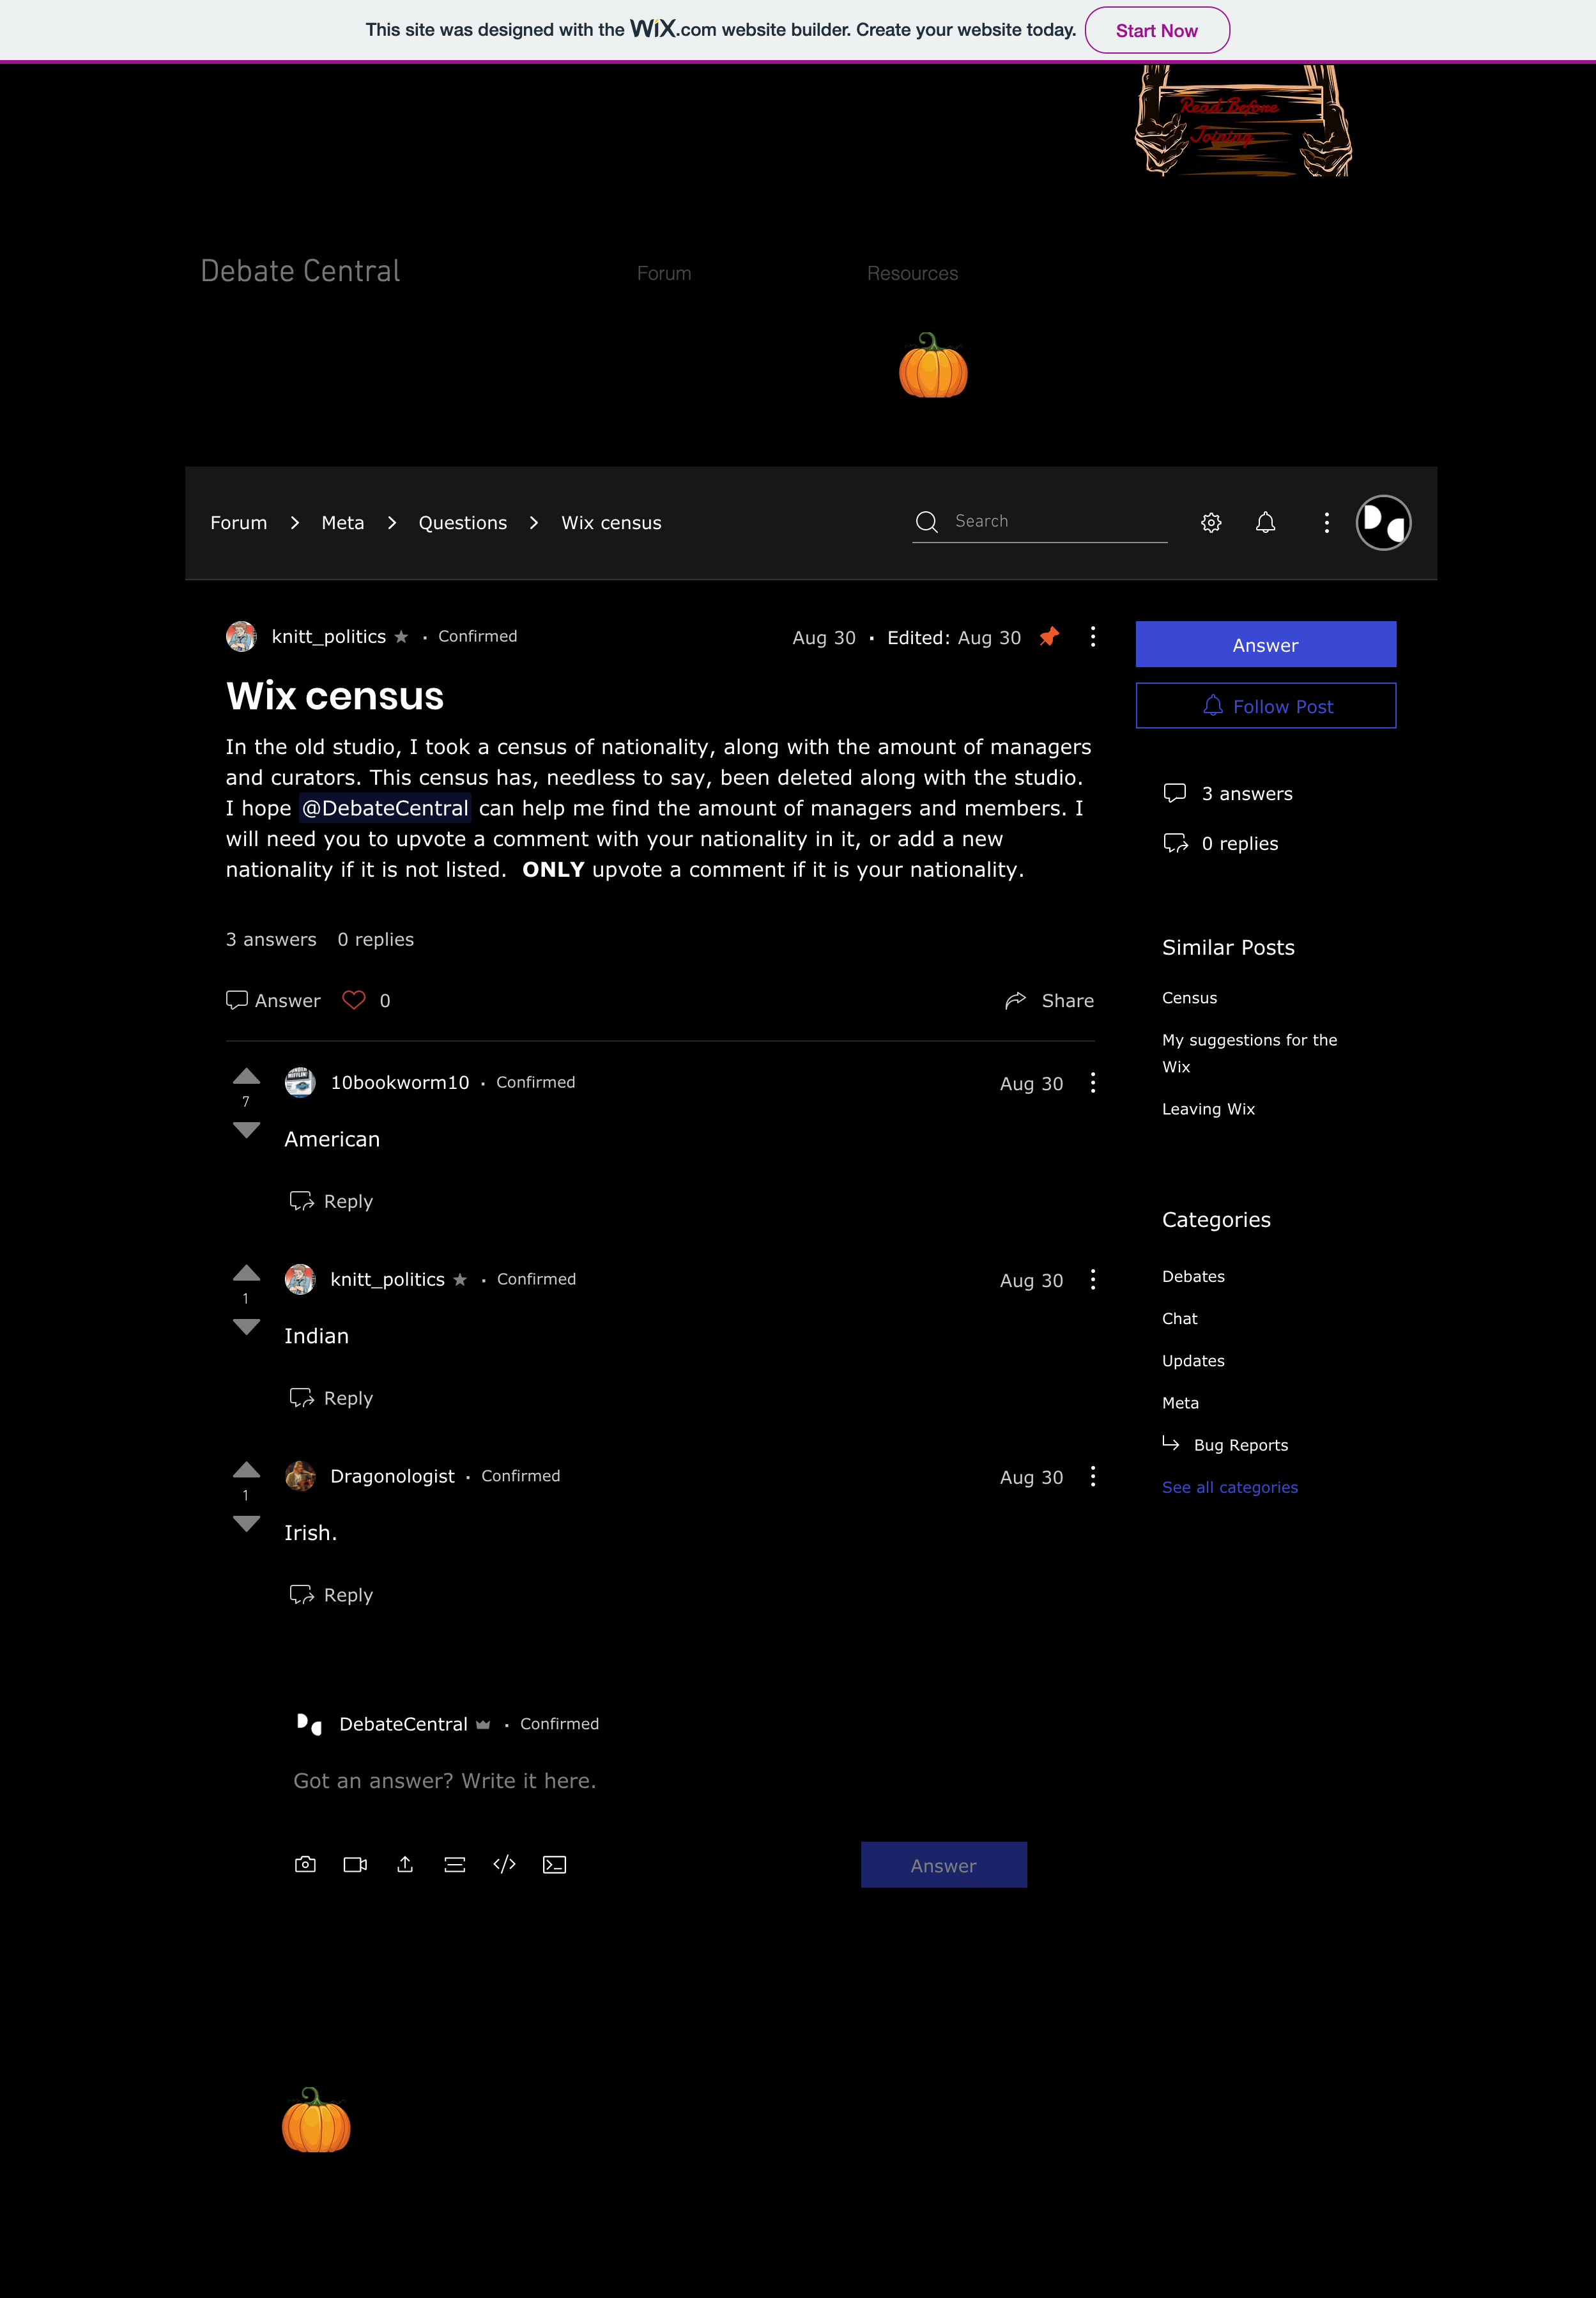 This site was designed with the WiX.com website builder. Create your website today.
Start Now
Read Before
Joining
Debate Central
Forum
Resources
Forum > Meta > Questions > Wix census
Search
knitt_politics · Confirmed
Aug 30 · Edited: Aug 30
Answer
Follow Post
Wix census
In the old studio, I took a census of nationality, along with the amount of managers
and curators. This census has, needless to say, been deleted along with the studio.
I hope @DebateCentral can help me find the amount of managers and members. I
will need you to upvote a comment with your nationality in it, or add a new
nationality if it is not listed.  ONLY upvote a comment if it is your nationality.
3 answers
0 replies
3 answers 0 replies
Answer 0
Share
Similar Posts
Census
My suggestions for the
Wix
Leaving Wix
7
10bookworm10 · Confirmed
Aug 30
American
Reply
1
knitt_politics · Confirmed
Aug 30
Indian
Reply
1
Dragonologist · Confirmed
Aug 30
Irish.
Reply
Categories
Debates
Chat
Updates
Meta
Bug Reports
See all categories
DebateCentral · Confirmed
Got an answer? Write it here.
Answer